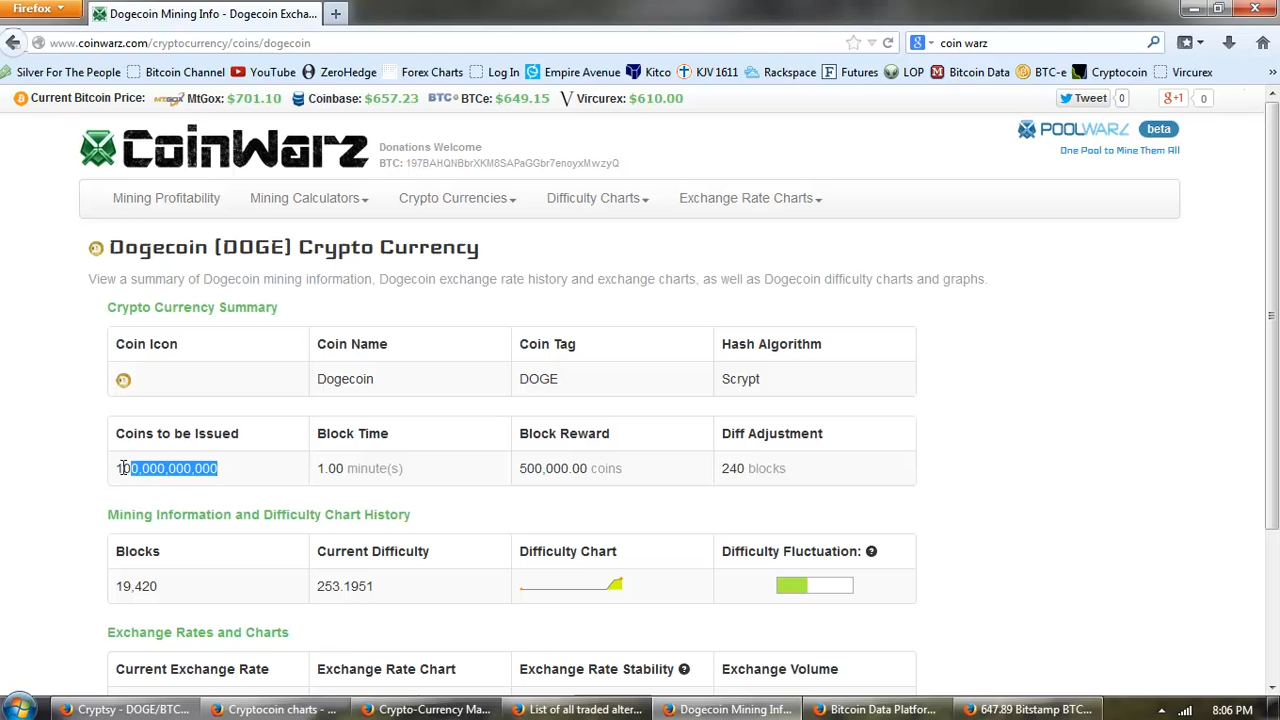 Firefox
Dogecoin Mining Info - Dogecoin Excha...
www.coinwarz.com/cryptocurrency/coins/dogecoin
coin warz
Silver For The People Bitcoin Channel YouTube ZeroHedge Forex Charts Log In Empire Avenue Kitco KJV 1611 Rackspace Futures LOP Bitcoin Data BTC-e Cryptocoin Vircurex »
Current Bitcoin Price: MtGox MtGox: $701.10 Coinbase: $657.23 BTC BTCe: $649.15 Vircurex: $610.00 Tweet 0 g+1 0
CoinWarz
Donations Welcome
BTC: 197BAHQNBrXKM8SAPaGGbr7enoyxMwzyQ
POOLWARZ beta
One Pool to Mine Them All
Mining Profitability Mining Calculators Crypto Currencies Difficulty Charts Exchange Rate Charts
Dogecoin (DOGE) Crypto Currency
View a summary of Dogecoin mining information, Dogecoin exchange rate history and exchange charts, as well as Dogecoin difficulty charts and graphs.
Crypto Currency Summary
Coin Icon Coin Name Coin Tag Hash Algorithm
Dogecoin DOGE Scrypt
Coins to be Issued Block Time Block Reward Diff Adjustment
100,000,000,000 1.00 minute(s) 500,000.00 coins 240 blocks
Mining Information and Difficulty Chart History
Blocks Current Difficulty Difficulty Chart Difficulty Fluctuation: ?
19,420 253.1951
Exchange Rates and Charts
Current Exchange Rate Exchange Rate Chart Exchange Rate Stability ? Exchange Volume
Cryptsy - DOGE/BTC... Cryptocoin charts - ... Crypto-Currency Ma... List of all traded alter... Dogecoin Mining Inf... Bitcoin Data Platfor... 647.89 Bitstamp BTC... 8:06 PM